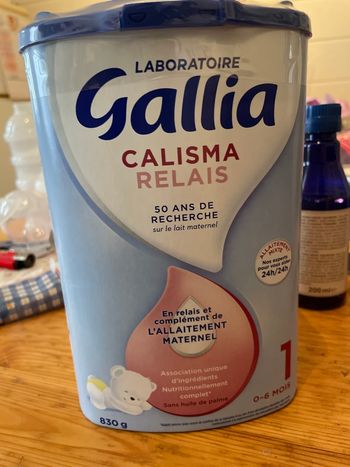 LABORATOIRE
Gallia
CALISMA
RELAIS
50 ANS DE
RECHERCHE
sur le lait maternel
ALLAITEMENT
MIXTE
Nos experts
pour vous aider
24h/24h
En relais et
complément de
L'ALLAITEMENT
MATERNEL
Association unique
d'ingrédients
Nutritionnellement
complet*
Sans huile de palme
1
0-6 MOIS
830 g
200 ml